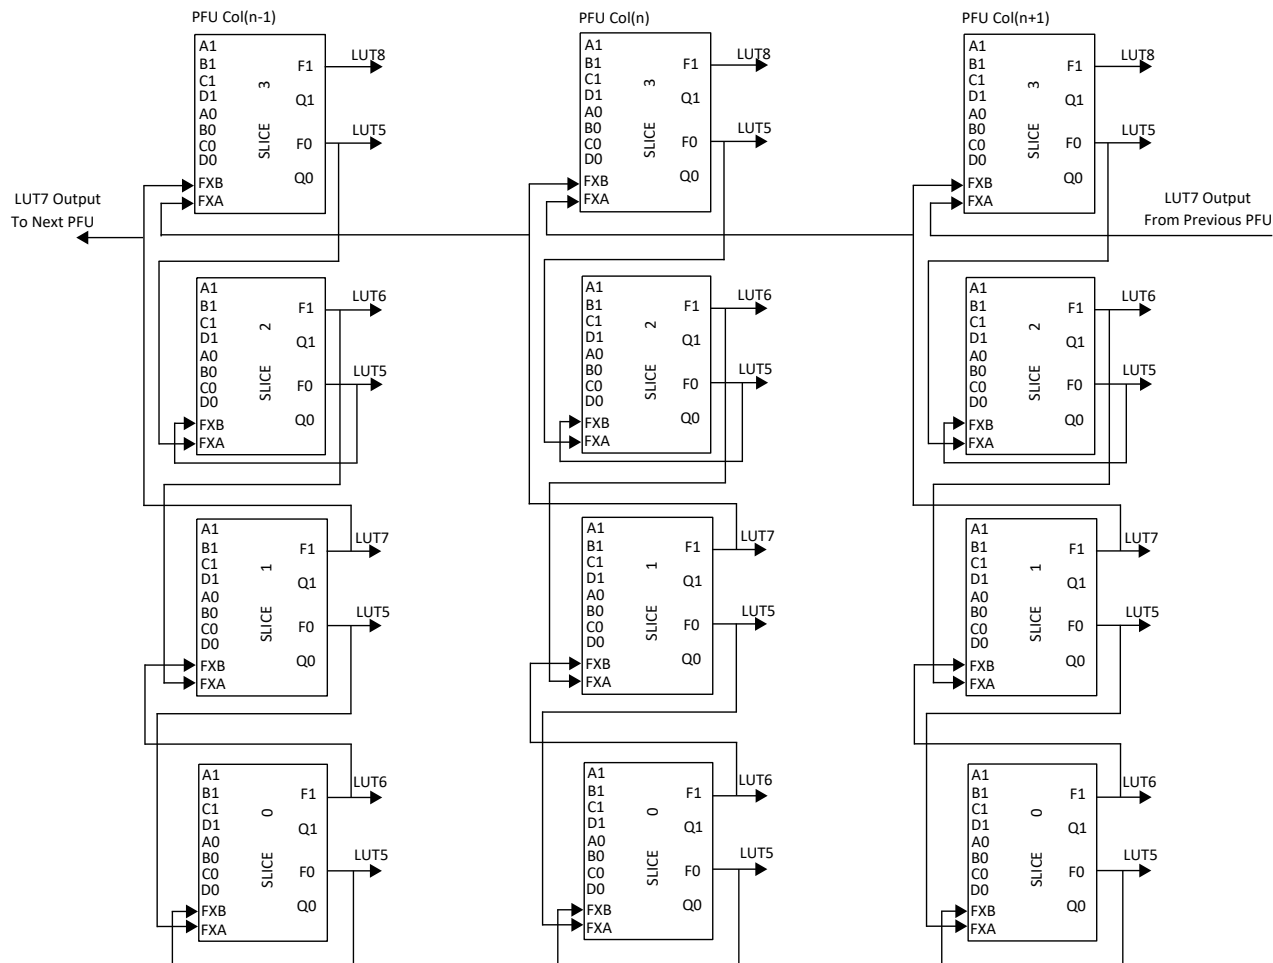 PFU Col(n-1)
PFU Col(n)
PFU Col(n+1)
A1
B1
C1
D1
A0
B0
C0
D0
FXB
FXA
SLICE 3
F1
Q1
F0
Q0
LUT8
LUT5
A1
B1
C1
D1
A0
B0
C0
D0
FXB
FXA
SLICE 3
F1
Q1
F0
Q0
LUT8
LUT5
A1
B1
C1
D1
A0
B0
C0
D0
FXB
FXA
SLICE 3
F1
Q1
F0
Q0
LUT8
LUT5
LUT7 Output
To Next PFU
LUT7 Output
From Previous PFU
A1
B1
C1
D1
A0
B0
C0
D0
FXB
FXA
SLICE 2
F1
Q1
F0
Q0
LUT6
LUT5
A1
B1
C1
D1
A0
B0
C0
D0
FXB
FXA
SLICE 2
F1
Q1
F0
Q0
LUT6
LUT5
A1
B1
C1
D1
A0
B0
C0
D0
FXB
FXA
SLICE 2
F1
Q1
F0
Q0
LUT6
LUT5
A1
B1
C1
D1
A0
B0
C0
D0
FXB
FXA
SLICE 1
F1
Q1
F0
Q0
LUT7
LUT5
A1
B1
C1
D1
A0
B0
C0
D0
FXB
FXA
SLICE 1
F1
Q1
F0
Q0
LUT7
LUT5
A1
B1
C1
D1
A0
B0
C0
D0
FXB
FXA
SLICE 1
F1
Q1
F0
Q0
LUT7
LUT5
A1
B1
C1
D1
A0
B0
C0
D0
FXB
FXA
SLICE 0
F1
Q1
F0
Q0
LUT6
LUT5
A1
B1
C1
D1
A0
B0
C0
D0
FXB
FXA
SLICE 0
F1
Q1
F0
Q0
LUT6
LUT5
A1
B1
C1
D1
A0
B0
C0
D0
FXB
FXA
SLICE 0
F1
Q1
F0
Q0
LUT6
LUT5